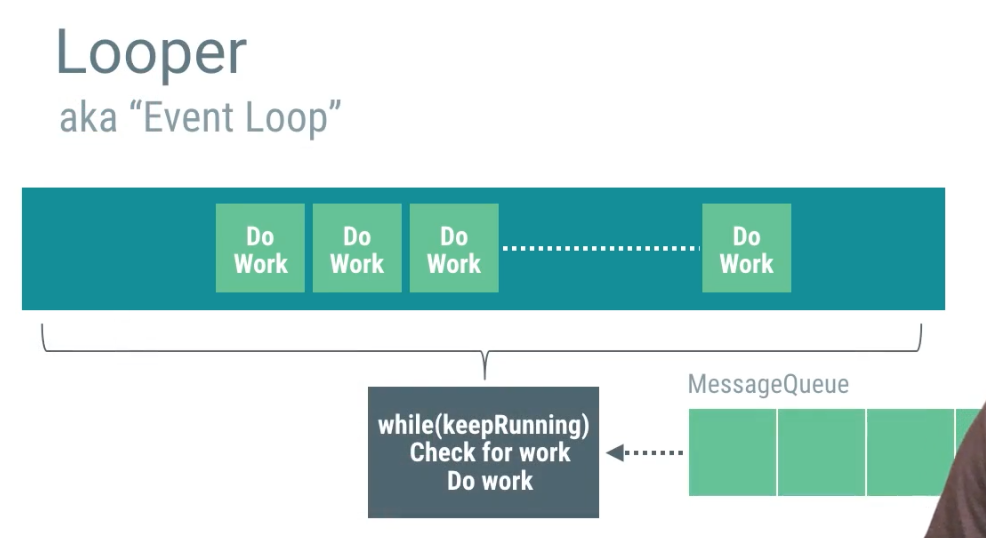 Looper
aka “Event Loop”
Do
Work
Do
Work
Do
Work
Do
Work
MessageQueue
while(keepRunning)
Check for work
Do work